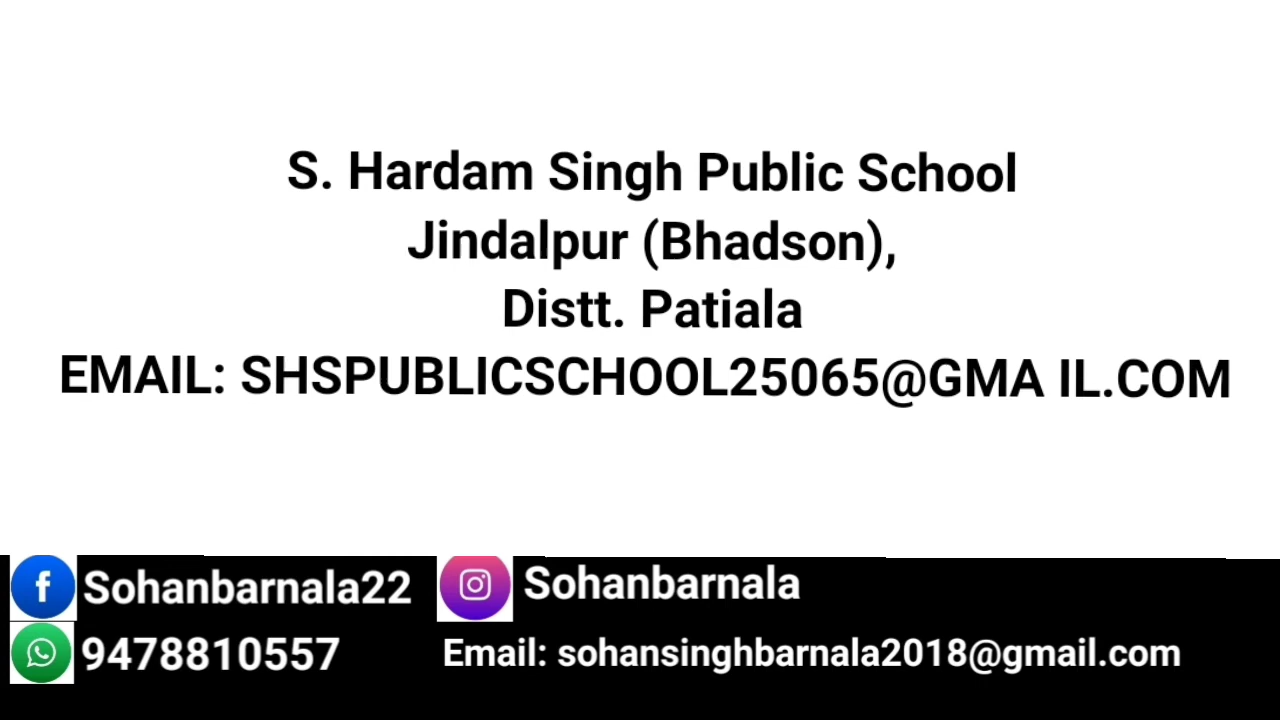 S. Hardam Singh Public School
Jindalpur (Bhadson),
Distt. Patiala
EMAIL: SHSPUBLICSCHOOL25065@GMA IL.COM
Sohanbarnala22 Sohanbarnala
9478810557 Email: sohansinghbarnala2018@gmail.com